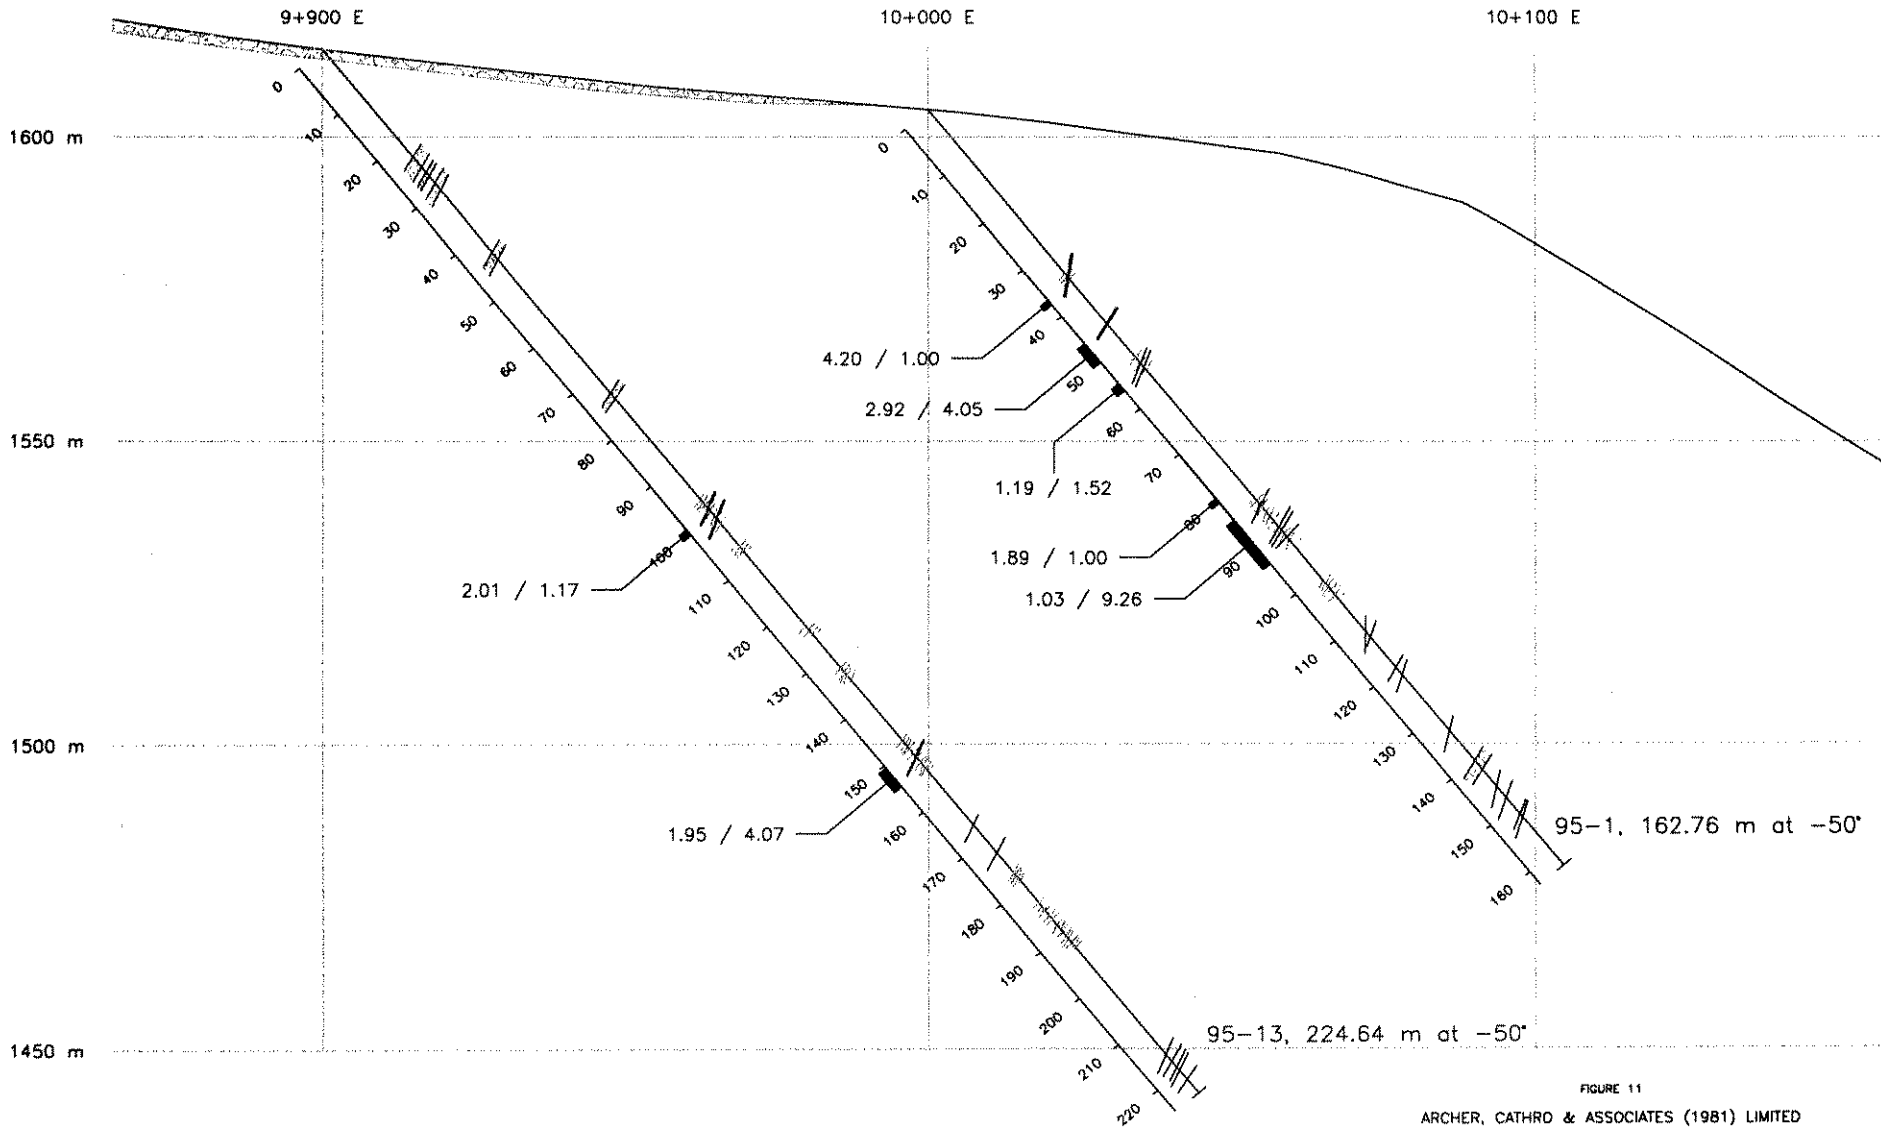 9+900 E
10+000 E
10+100 E
1600 m
1550 m
1500 m
1450 m
0
10
20
30
40
50
60
70
80
90
100
110
120
130
140
150
160
170
180
190
200
210
220
2.01 / 1.17
1.95 / 4.07
95-13, 224.64 m at -50°
0
10
20
30
40
50
60
70
80
90
100
110
120
130
140
150
160
4.20 / 1.00
2.92 / 4.05
1.19 / 1.52
1.89 / 1.00
1.03 / 9.26
95-1, 162.76 m at -50°
FIGURE 11
ARCHER, CATHRO & ASSOCIATES (1981) LIMITED